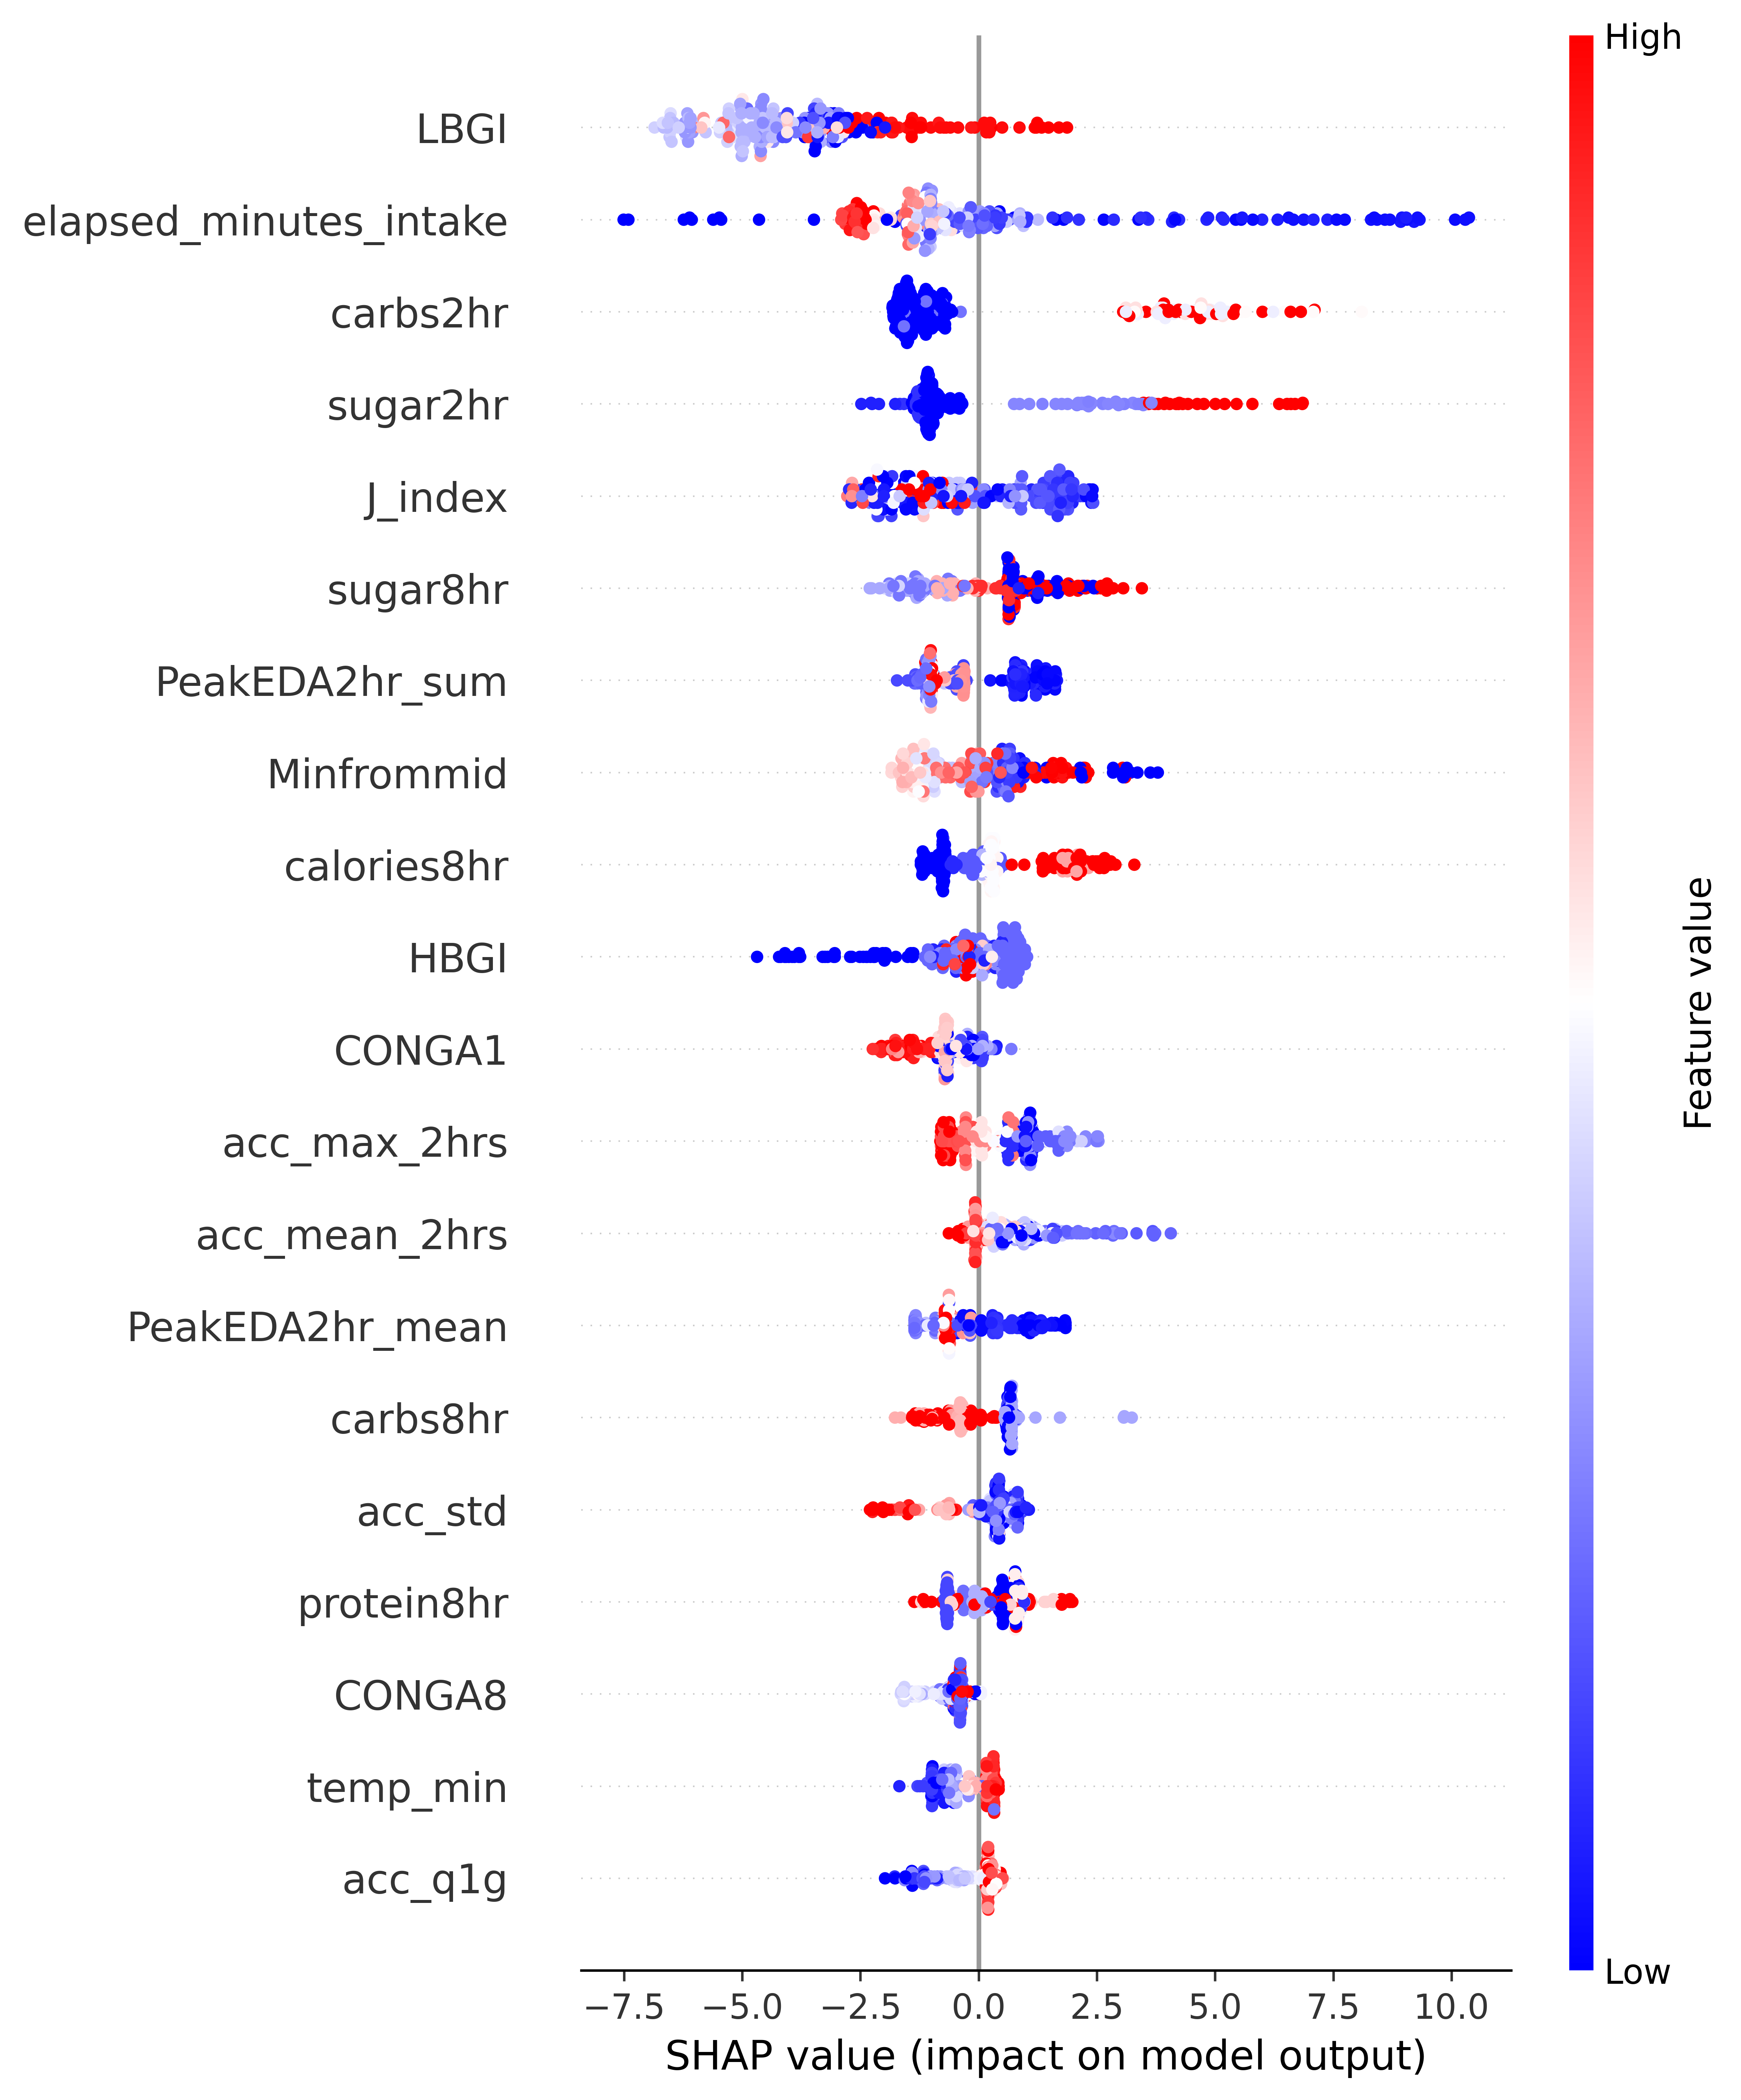 High
LBGI
elapsed_minutes_intake
carbs2hr
sugar2hr
J_index
sugar8hr
PeakEDA2hr_sum
Minfrommid
calories8hr
HBGI
CONGA1
acc_max_2hrs
acc_mean_2hrs
PeakEDA2hr_mean
carbs8hr
acc_std
protein8hr
CONGA8
temp_min
acc_q1g
Feature value
Low
−7.5 −5.0 −2.5 0.0 2.5 5.0 7.5 10.0
SHAP value (impact on model output)